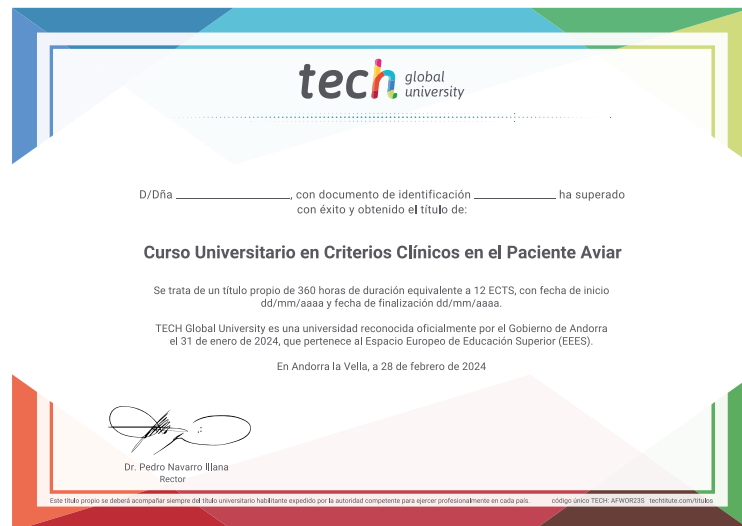 tech global university
D/Dña ____________________, con documento de identificación ______________ ha superado
con éxito y obtenido el título de:
Curso Universitario en Criterios Clínicos en el Paciente Aviar
Se trata de un título propio de 360 horas de duración equivalente a 12 ECTS, con fecha de inicio
dd/mm/aaaa y fecha de finalización dd/mm/aaaa.
TECH Global University es una universidad reconocida oficialmente por el Gobierno de Andorra
el 31 de enero de 2024, que pertenece al Espacio Europeo de Educación Superior (EEES).
En Andorra la Vella, a 28 de febrero de 2024
Dr. Pedro Navarro Illana
Rector
Este título propio se deberá acompañar siempre del título universitario habilitante expedido por la autoridad competente para ejercer profesionalmente en cada país. código único TECH: AFWOR23S techtitute.com/titulos